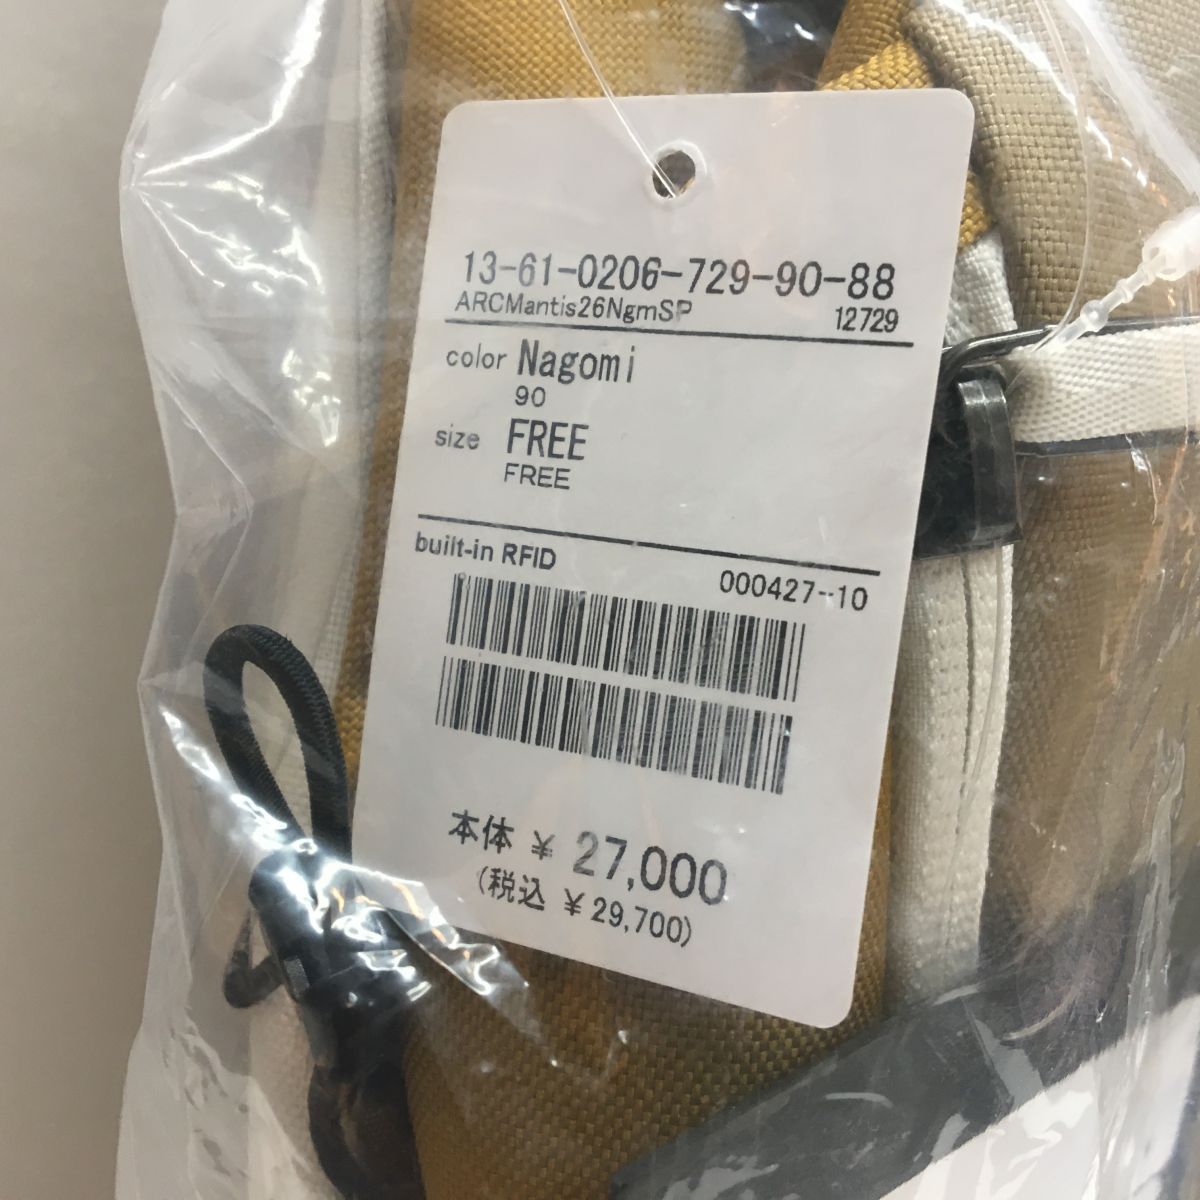 13-61-0206-729-90-88
ARCMantis26NgmSP 12729
color Nagomi
90
size FREE
FREE
built-in RFID
000427-10
本体 ¥ 27,000
(税込 ¥29,700)